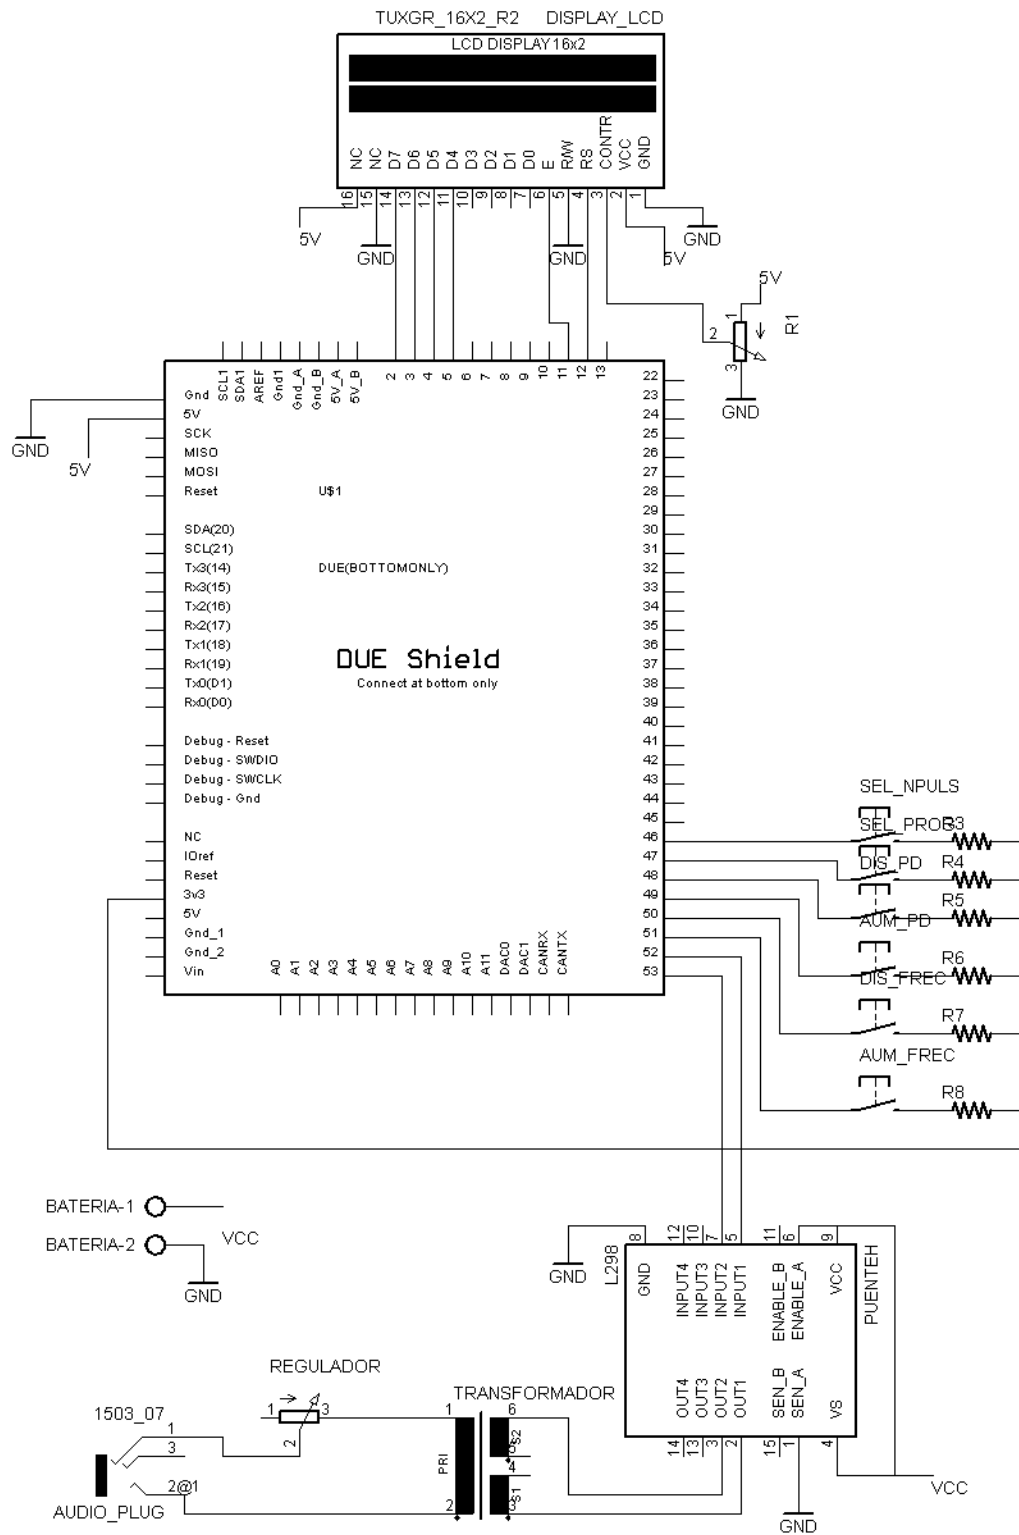 TUXGR_16X2_R2 DISPLAY_LCD
LCD DISPLAY 16x2
NC NC D7 D6 D5 D4 D3 D2 D1 D0 E R/W RS CONTR VCC GND
16 15 14 13 12 11 10 9 8 7 6 5 4 3 2 1
5V GND GND 5V GND
5V
1 2 3 R1
GND
SCL1 SDA1 AREF Gnd1 Gnd_A Gnd_B 5V_A 5V_B 2 3 4 5 6 7 8 9 10 11 12 13
GND
5V
Gnd
5V
SCK
MISO
MOSI
Reset
U$1
SDA(20)
SCL(21)
Tx3(14)
DUE(BOTTOMONLY)
Rx3(15)
Tx2(16)
Rx2(17)
Tx1(18)
Rx1(19)
Tx0(D1)
Rx0(D0)
DUE Shield
Connect at bottom only
Debug - Reset
Debug - SWDIO
Debug - SWCLK
Debug - Gnd
NC
IOref
Reset
3v3
5V
Gnd_1
Gnd_2
Vin
A0 A1 A2 A3 A4 A5 A6 A7 A8 A9 A10 A11 DAC0 DAC1 CANRX CANTX
22
23
24
25
26
27
28
29
30
31
32
33
34
35
36
37
38
39
40
41
42
43
44
45
46
47
48
49
50
51
52
53
SEL_NPULS
SEL_PROG R3
DIS_PD R4
R5
AUM_PD
R6
DIS_FREC
R7
AUM_FREC
R8
BATERIA-1
VCC
BATERIA-2
GND
GND
8 12 10 7 5 11 6 9
L298
GND INPUT4 INPUT3 INPUT2 INPUT1 ENABLE_B ENABLE_A VCC
PUENTEH
OUT4 OUT3 OUT2 OUT1 SEN_B SEN_A VS
14 13 3 2 15 1 4
VCC
GND
REGULADOR
1 3
2
TRANSFORMADOR
1 6
S2
5
PRI
4
S1
2 3
1503_07
1
3
2@1
AUDIO_PLUG